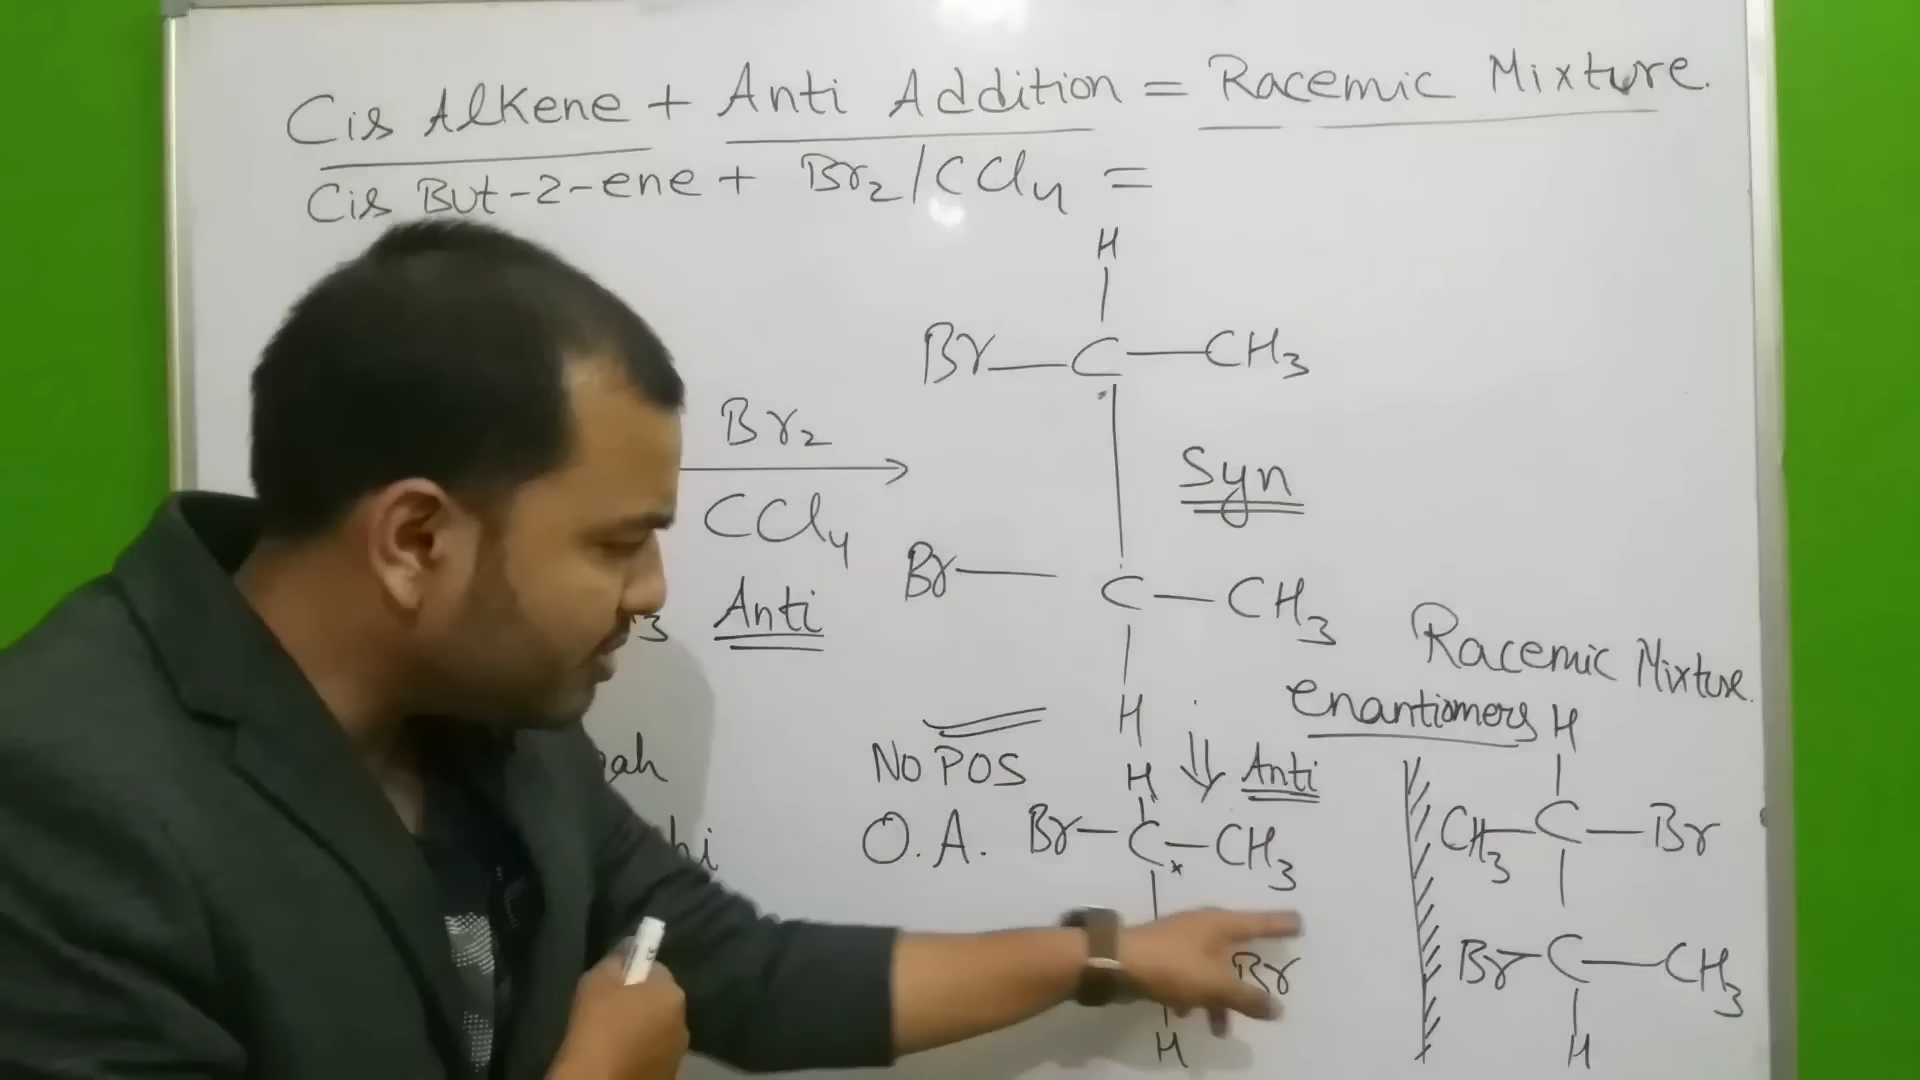 Cis Alkene + Anti Addition = Racemic Mixture.
Cis But-2-ene + Br2/CCl4 =
H
Br—C—CH3
Br2
Syn
CCl4
Br—C—CH3
3 Anti
Racemic Mixture.
H
enantiomers
H
No POS
H
Anti
O.A. Br—C—CH3
*
CH3—C—Br
Br
Br—C—CH3
H
H